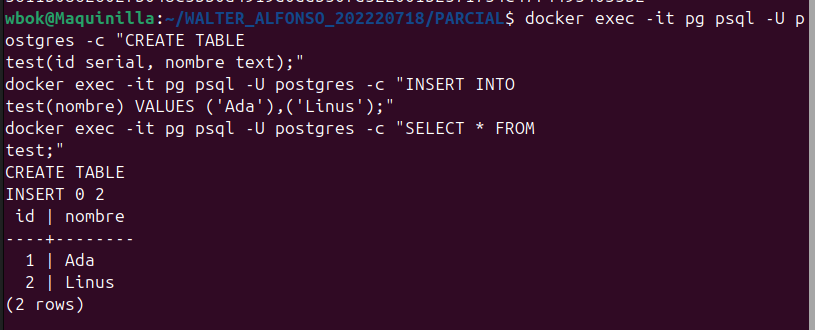 wbok@Maquinilla:~/WALTER_ALFONSO_202220718/PARCIAL$ docker exec -it pg psql -U p
ostgres -c "CREATE TABLE
test(id serial, nombre text);"
docker exec -it pg psql -U postgres -c "INSERT INTO
test(nombre) VALUES ('Ada'),('Linus');"
docker exec -it pg psql -U postgres -c "SELECT * FROM
test;"
CREATE TABLE
INSERT 0 2
 id | nombre
----+--------
  1 | Ada
  2 | Linus
(2 rows)